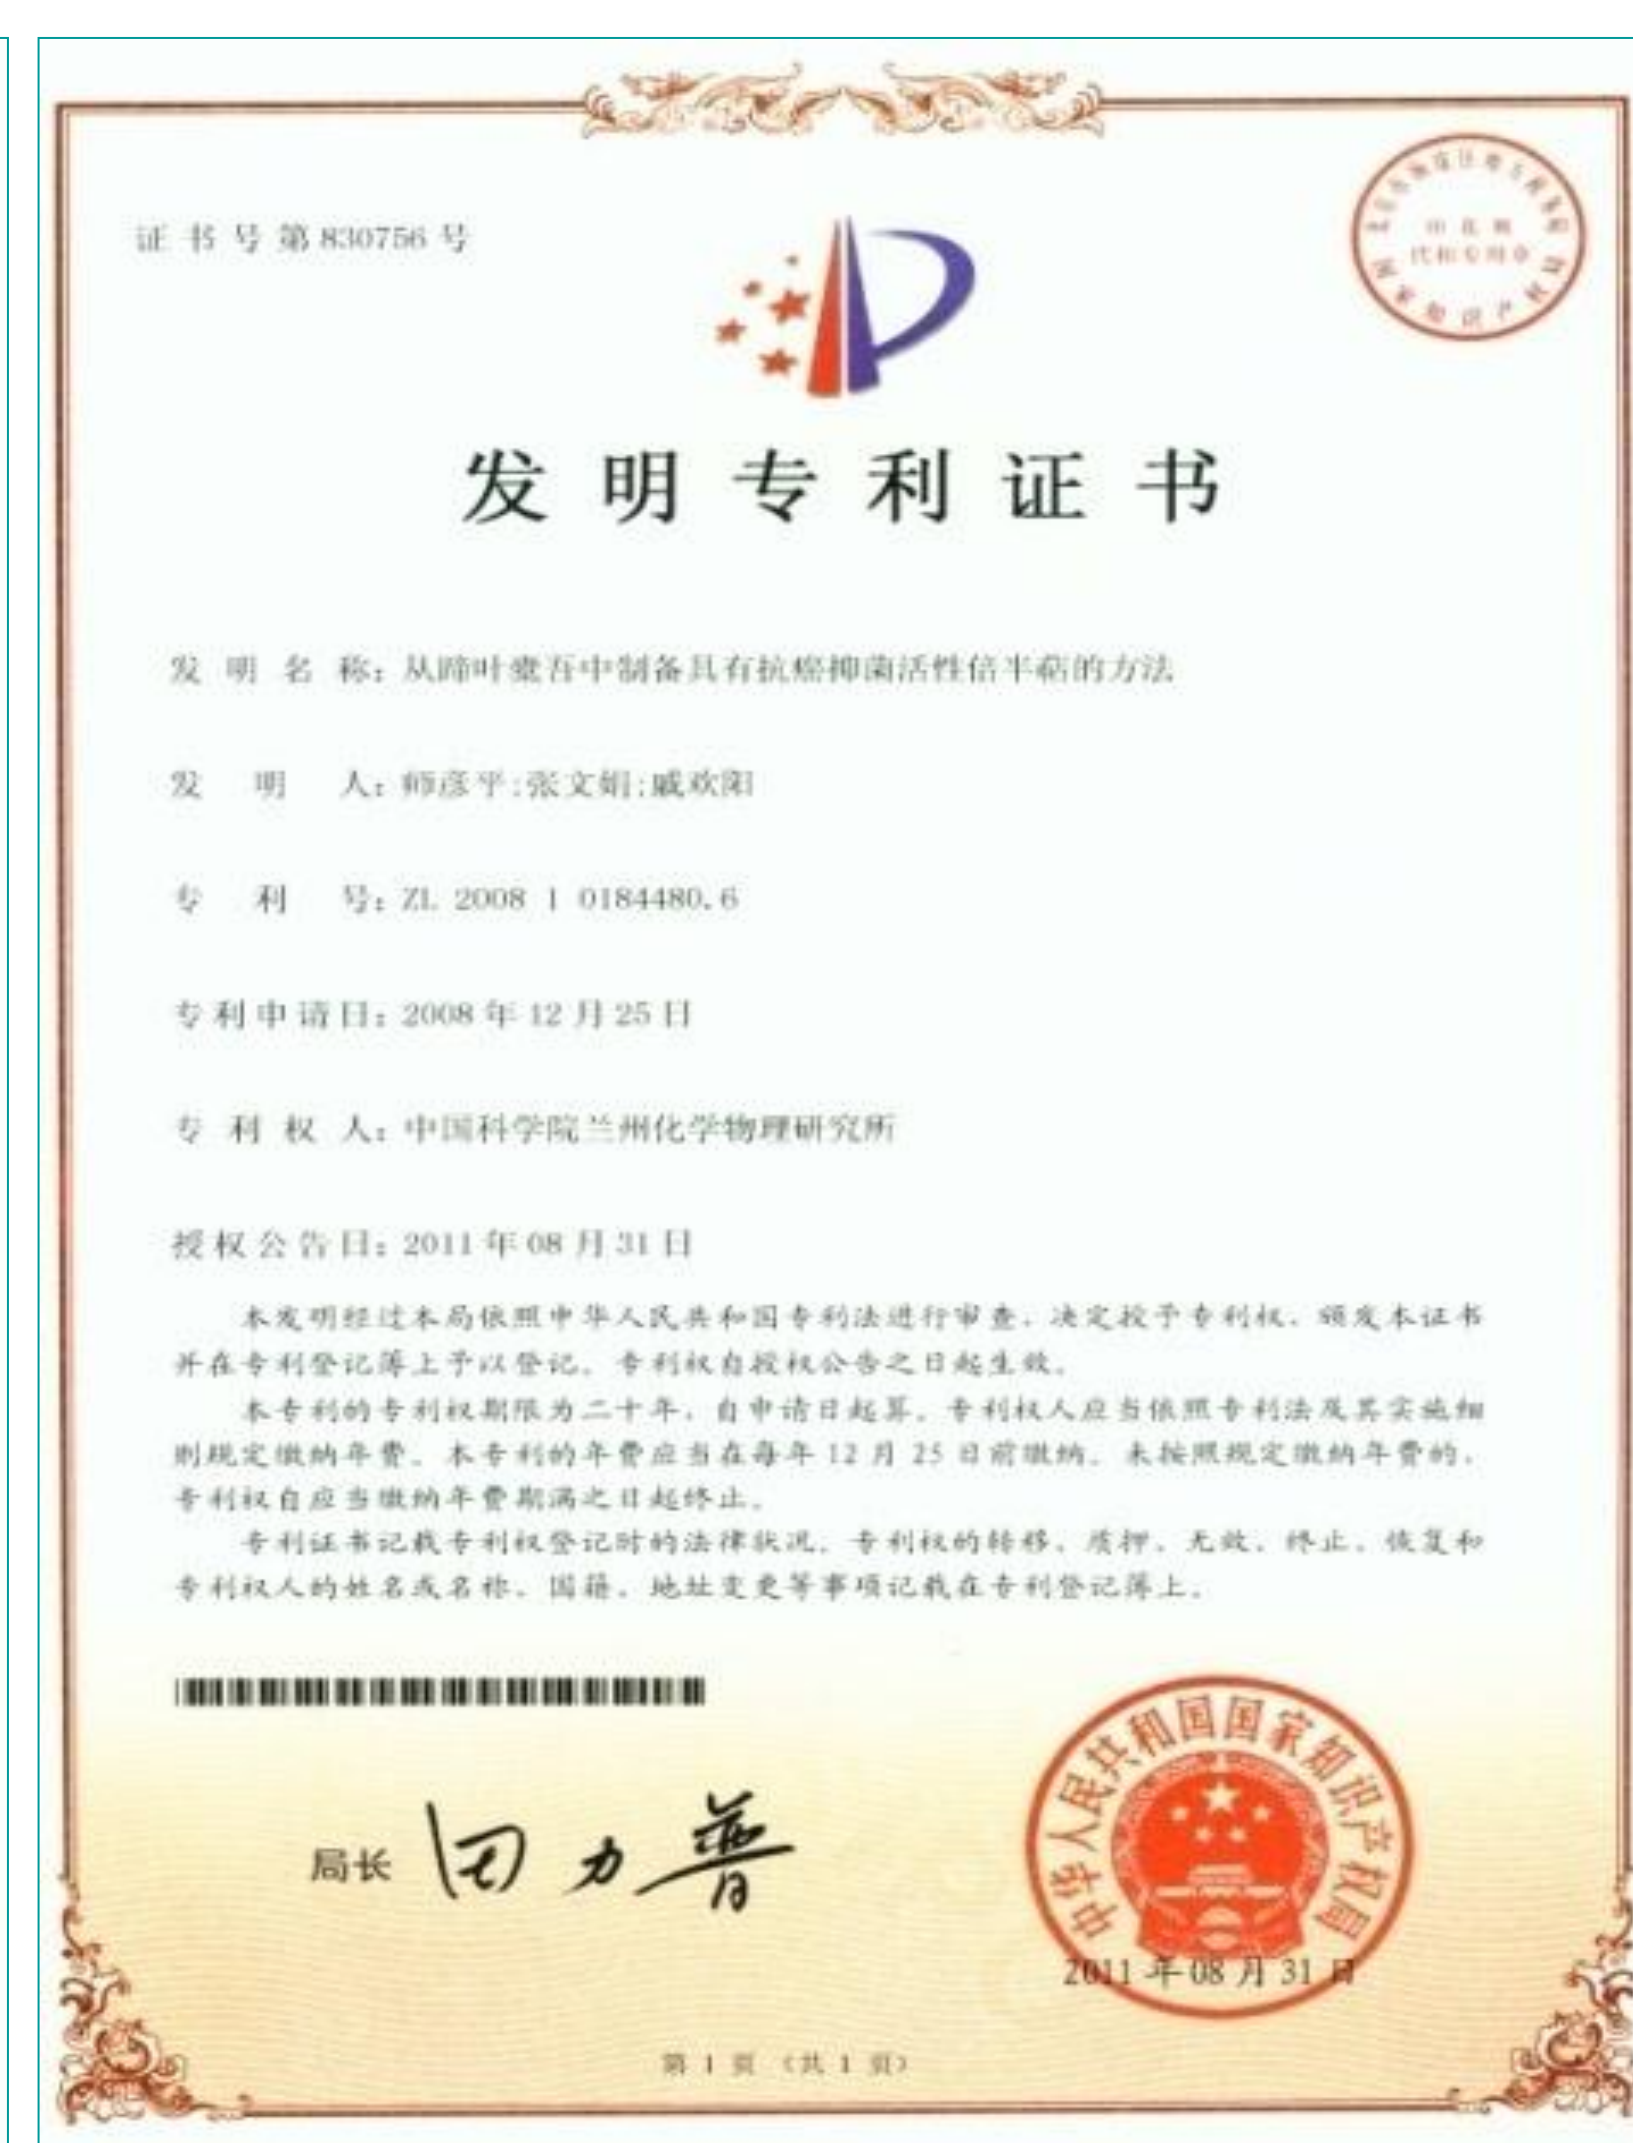 证书号第830756号
印花税
代扣专用章
国家知识产权局
发明专利证书
发明名称：从蹄叶橐吾中制备具有抗癌抑菌活性倍半萜的方法
发明人：师彦平;张文娟;戚欢阳
专利号：ZL 2008 1 0184480.6
专利申请日：2008年12月25日
专利权人：中国科学院兰州化学物理研究所
授权公告日：2011年08月31日
本发明经过本局依照中华人民共和国专利法进行审查，决定授予专利权，颁发本证书
并在专利登记簿上予以登记。专利权自授权公告之日起生效。
本专利的专利权期限为二十年，自申请日起算。专利权人应当依照专利法及其实施细
则规定缴纳年费。本专利的年费应当在每年12月25日前缴纳。未按照规定缴纳年费的，
专利权自应当缴纳年费期满之日起终止。
专利证书记载专利权登记时的法律状况。专利权的转移、质押、无效、终止、恢复和
专利权人的姓名或名称、国籍、地址变更等事项记载在专利登记簿上。
局长 田力普
中华人民共和国国家知识产权局
2011年08月31日
第1页（共1页）